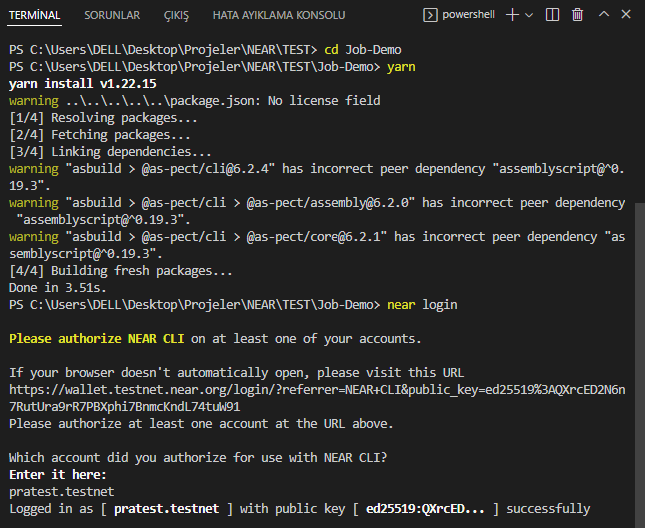 TERMİNAL SORUNLAR ÇIKIŞ HATA AYIKLAMA KONSOLU powershell
PS C:\Users\DELL\Desktop\Projeler\NEAR\TEST> cd Job-Demo
PS C:\Users\DELL\Desktop\Projeler\NEAR\TEST\Job-Demo> yarn
yarn install v1.22.15
warning ..\..\..\..\..\package.json: No license field
[1/4] Resolving packages...
[2/4] Fetching packages...
[3/4] Linking dependencies...
warning "asbuild > @as-pect/cli@6.2.4" has incorrect peer dependency "assemblyscript@^0.
19.3".
warning "asbuild > @as-pect/cli > @as-pect/assembly@6.2.0" has incorrect peer dependency
"assemblyscript@^0.19.3".
warning "asbuild > @as-pect/cli > @as-pect/core@6.2.1" has incorrect peer dependency "as
semblyscript@^0.19.3".
[4/4] Building fresh packages...
Done in 3.51s.
PS C:\Users\DELL\Desktop\Projeler\NEAR\TEST\Job-Demo> near login
Please authorize NEAR CLI on at least one of your accounts.
If your browser doesn't automatically open, please visit this URL
https://wallet.testnet.near.org/login/?referrer=NEAR+CLI&public_key=ed25519%3AQXrcED2N6n
7RutUra9rR7PBXphi7BnmcKndL74tuW91
Please authorize at least one account at the URL above.
Which account did you authorize for use with NEAR CLI?
Enter it here:
pratest.testnet
Logged in as [ pratest.testnet ] with public key [ ed25519:QXrcED... ] successfully